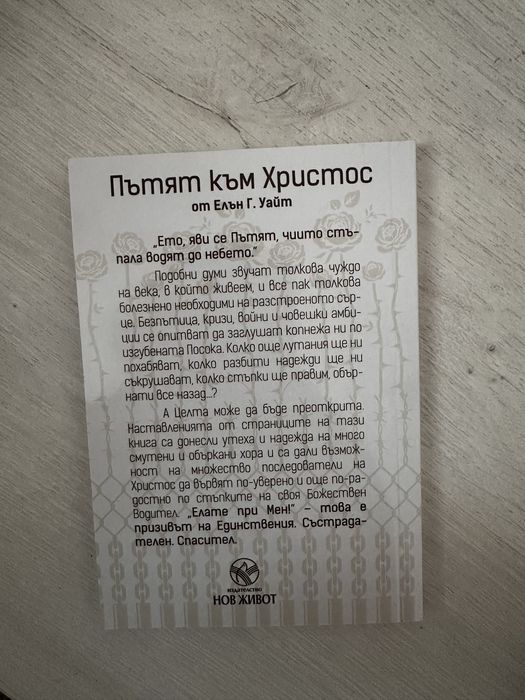 Пътят към Христос
от Елън Г. Уайт
„Ето, яви се Пътят, чиито стъ-
пала водят до небето."
Подобни думи звучат толкова чуждо
на века, в който живеем, и все пак толкова
болезнено необходими на разстроеното сър-
це. Безпътица, кризи, войни и човешки амби-
ции се опитват да заглушат копнежа ни по
изгубената Посока. Колко още лутания ще ни
похабяват, колко разбити надежди ще ни
съкрушават, колко стъпки ще правим, обър-
нати все назад...?
А Целта може да бъде преоткрита.
Наставленията от страниците на тази
книга са донесли утеха и надежда на много
смутени и объркани хора и са дали възмож-
ност на множество последователи на
Христос да вървят по-уверено и още по-ра-
достно по стъпките на своя Божествен
Водител. „Елате при Мен!" – това е
призивът на Единствения. Състрада-
телен. Спасител.
издателство
НОВ ЖИВОТ